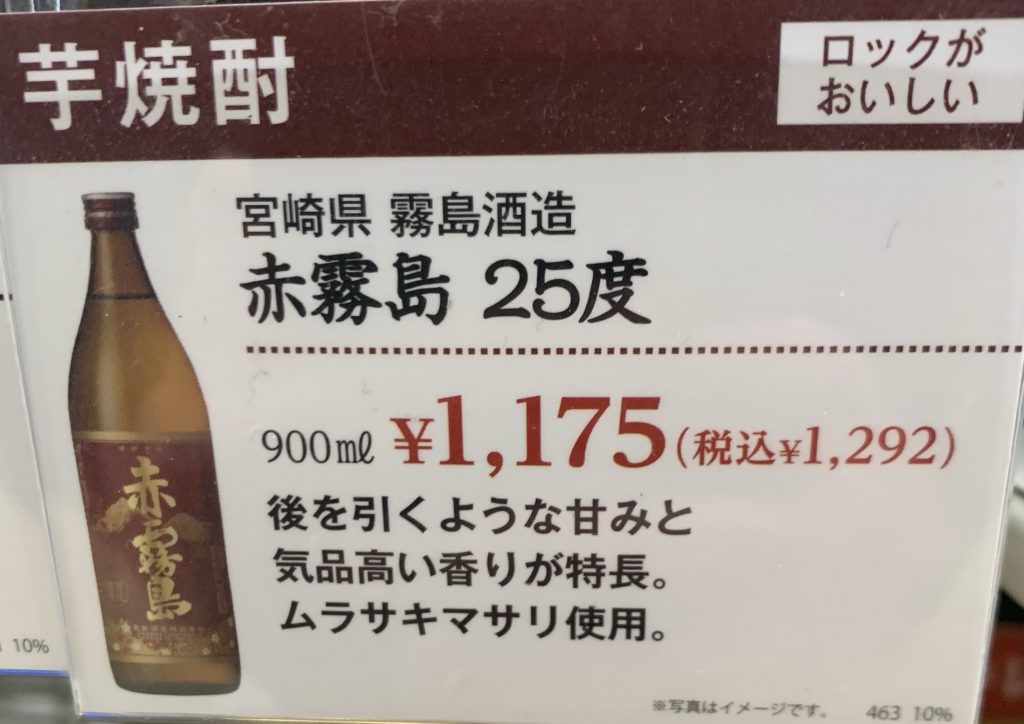 芋焼酎
ロックが
おいしい
宮崎県 霧島酒造
赤霧島 25度
900㎖ ¥1,175(税込¥1,292)
後を引くような甘みと
気品高い香りが特長。
ムラサキマサリ使用。
赤霧島
※写真はイメージです。 463 10%
10%